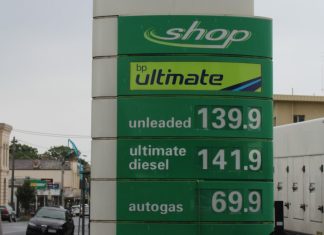 shop
bp
ultimate
unleaded 139.9
ultimate
diesel 141.9
autogas 69.9